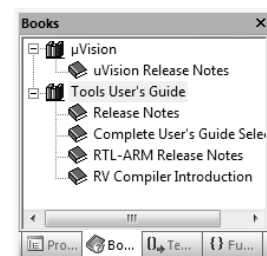 Books
µVision
uVision Release Notes
Tools User's Guide
Release Notes
Complete User's Guide Sele
RTL-ARM Release Notes
RV Compiler Introduction
Pro... Bo... Te... Fu...